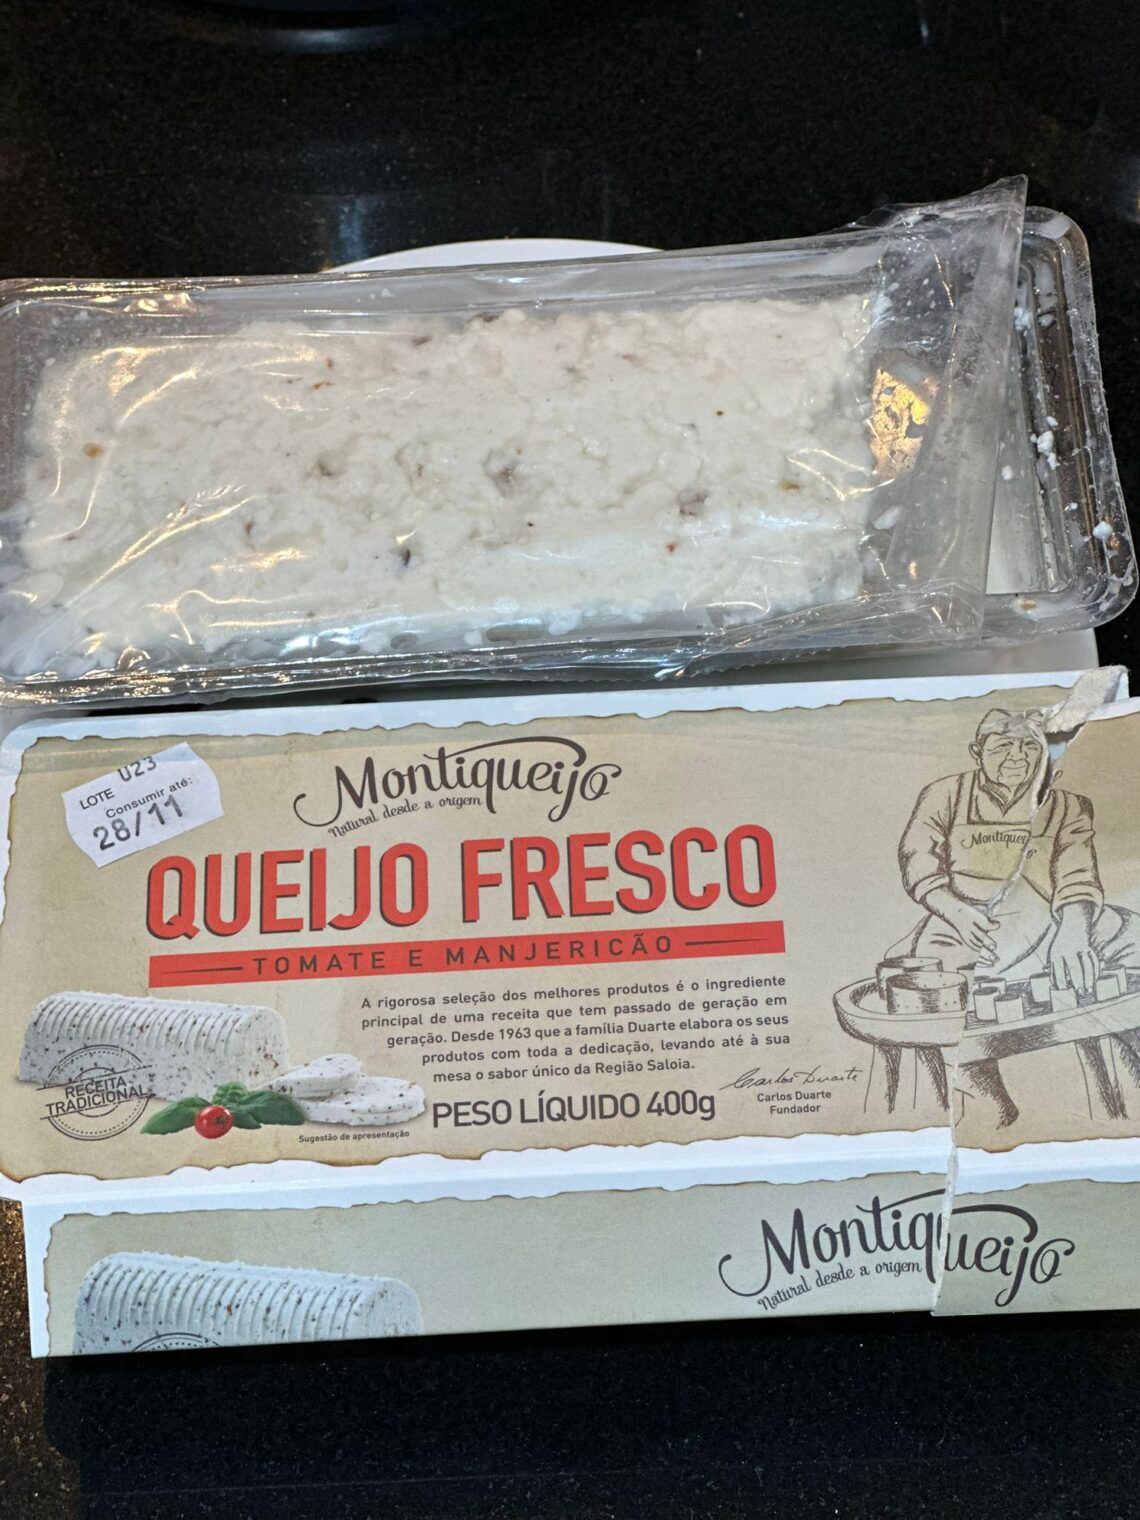 LOTE U23
Consumir até:
28/11
Montiqueijo
Natural desde a origem
QUEIJO FRESCO
TOMATE E MANJERICÃO
A rigorosa seleção dos melhores produtos é o ingrediente
principal de uma receita que tem passado de geração em
geração. Desde 1963 que a família Duarte elabora os seus
produtos com toda a dedicação, levando até à sua
mesa o sabor único da Região Saloia.
RECEITA
TRADICIONAL
Sugestão de apresentação
PESO LÍQUIDO 400g
Carlos Duarte
Carlos Duarte
Fundador
Montiquei
Montiqueijo
Natural desde a origem